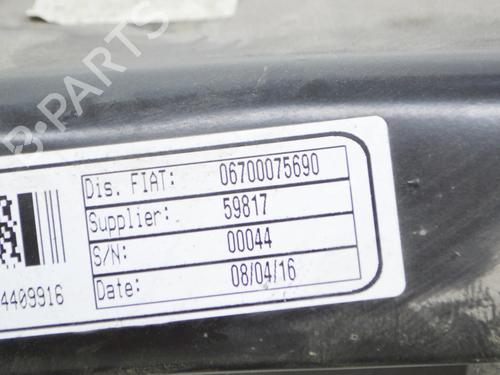 B-PARTS
Dis. FIAT: 06700075690
Supplier: 59817
S/N: 00044
Date: 08/04/16
4409916